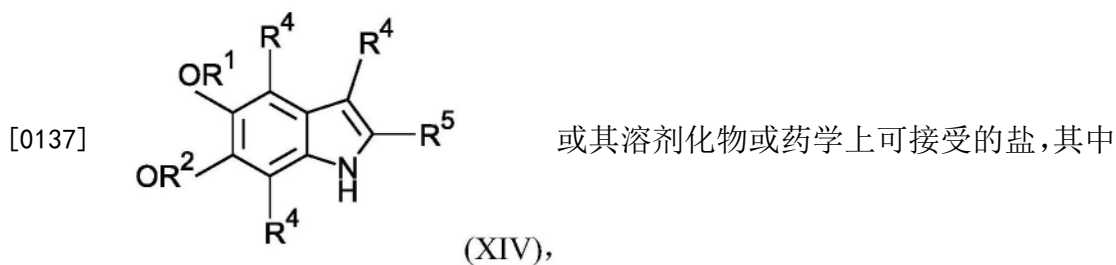 R⁴
R⁴
OR¹
[0137]
R⁵
或其溶剂化物或药学上可接受的盐,其中
OR²
N
H
R⁴
(XIV),